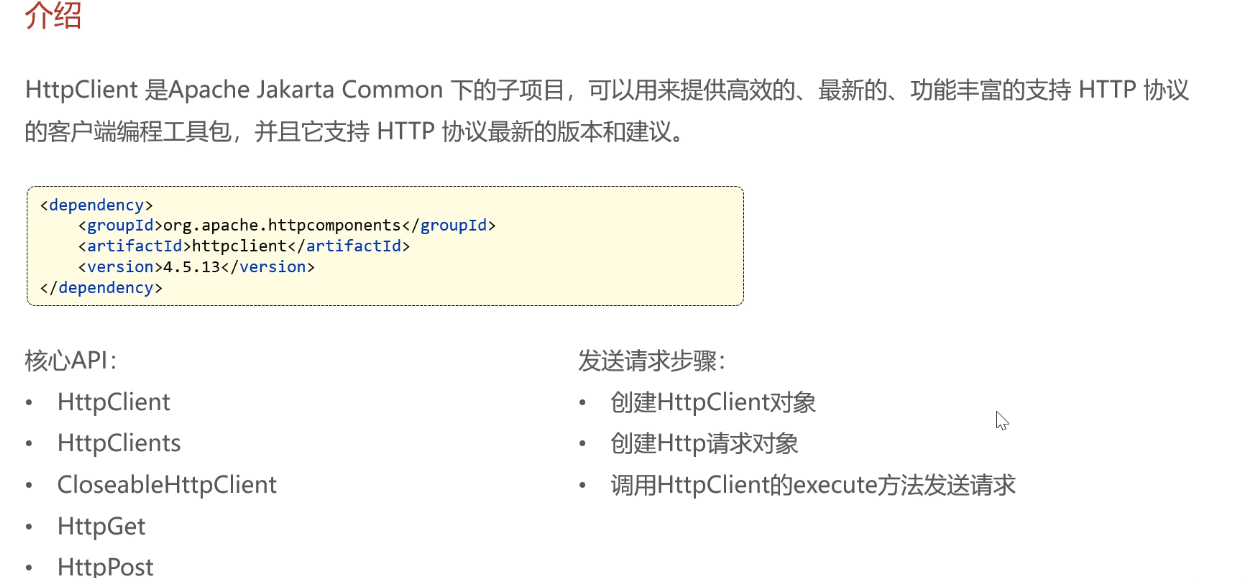 介绍
HttpClient 是Apache Jakarta Common 下的子项目，可以用来提供高效的、最新的、功能丰富的支持 HTTP 协议
的客户端编程工具包，并且它支持 HTTP 协议最新的版本和建议。
<dependency>
    <groupId>org.apache.httpcomponents</groupId>
    <artifactId>httpclient</artifactId>
    <version>4.5.13</version>
</dependency>
核心API：
• HttpClient
• HttpClients
• CloseableHttpClient
• HttpGet
• HttpPost
发送请求步骤：
• 创建HttpClient对象
• 创建Http请求对象
• 调用HttpClient的execute方法发送请求